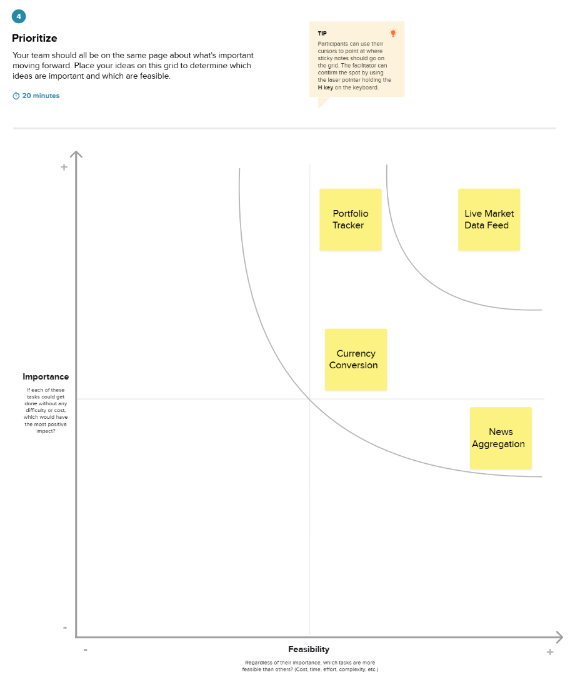 4
Prioritize
Your team should all be on the same page about what's important
moving forward. Place your ideas on this grid to determine which
ideas are important and which are feasible.
20 minutes
TIP
Participants can use their
cursors to point at where
sticky notes should go on
the grid. The facilitator can
confirm the spot by using
the laser pointer holding the
H key on the keyboard.
+
Portfolio
Tracker
Live Market
Data Feed
Currency
Conversion
Importance
If each of these
tasks could get
done without any
difficulty or cost,
which would have
the most positive
impact?
News
Aggregation
-
-
Feasibility
+
Regardless of their importance, which tasks are more
feasible than others? (Cost, time, effort, complexity, etc.)